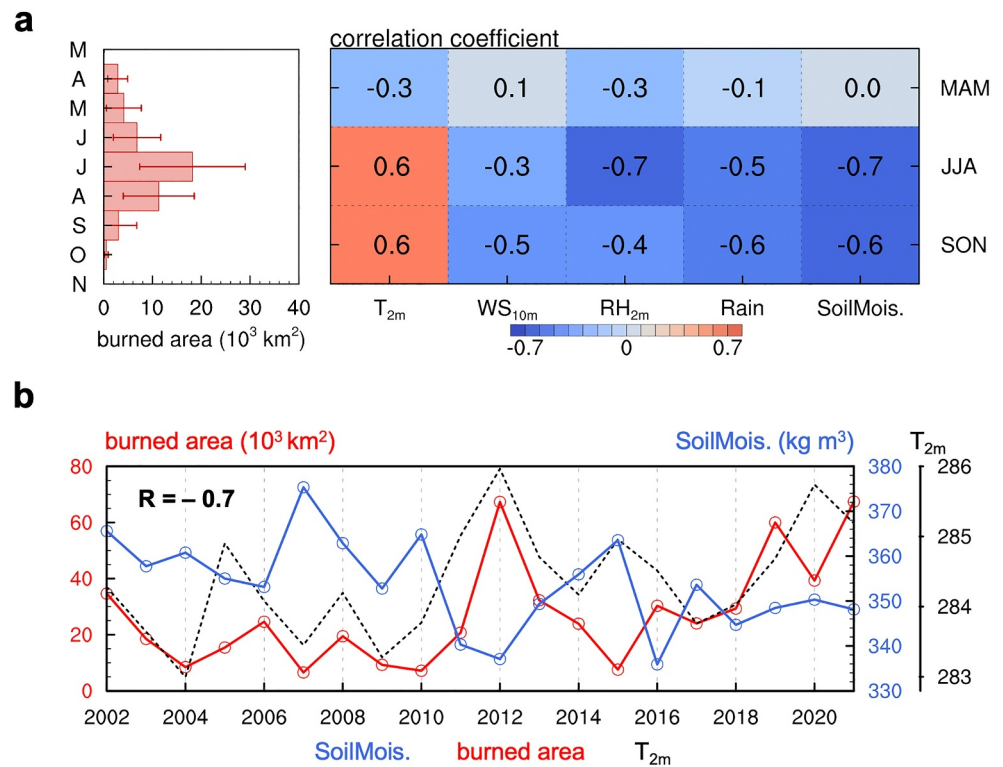 a
correlation coefficient
M
A
M
J
J
A
S
O
N
0 10 20 30 40
burned area (10³ km²)
-0.3 0.1 -0.3 -0.1 0.0 MAM
0.6 -0.3 -0.7 -0.5 -0.7 JJA
0.6 -0.5 -0.4 -0.6 -0.6 SON
T₂ₘ WS₁₀ₘ RH₂ₘ Rain SoilMois.
-0.7 0 0.7
b
burned area (10³ km²) SoilMois. (kg m³) T₂ₘ
R = – 0.7
80
60
40
20
0
380
370
360
350
340
330
286
285
284
283
2002 2004 2006 2008 2010 2012 2014 2016 2018 2020
SoilMois. burned area T₂ₘ